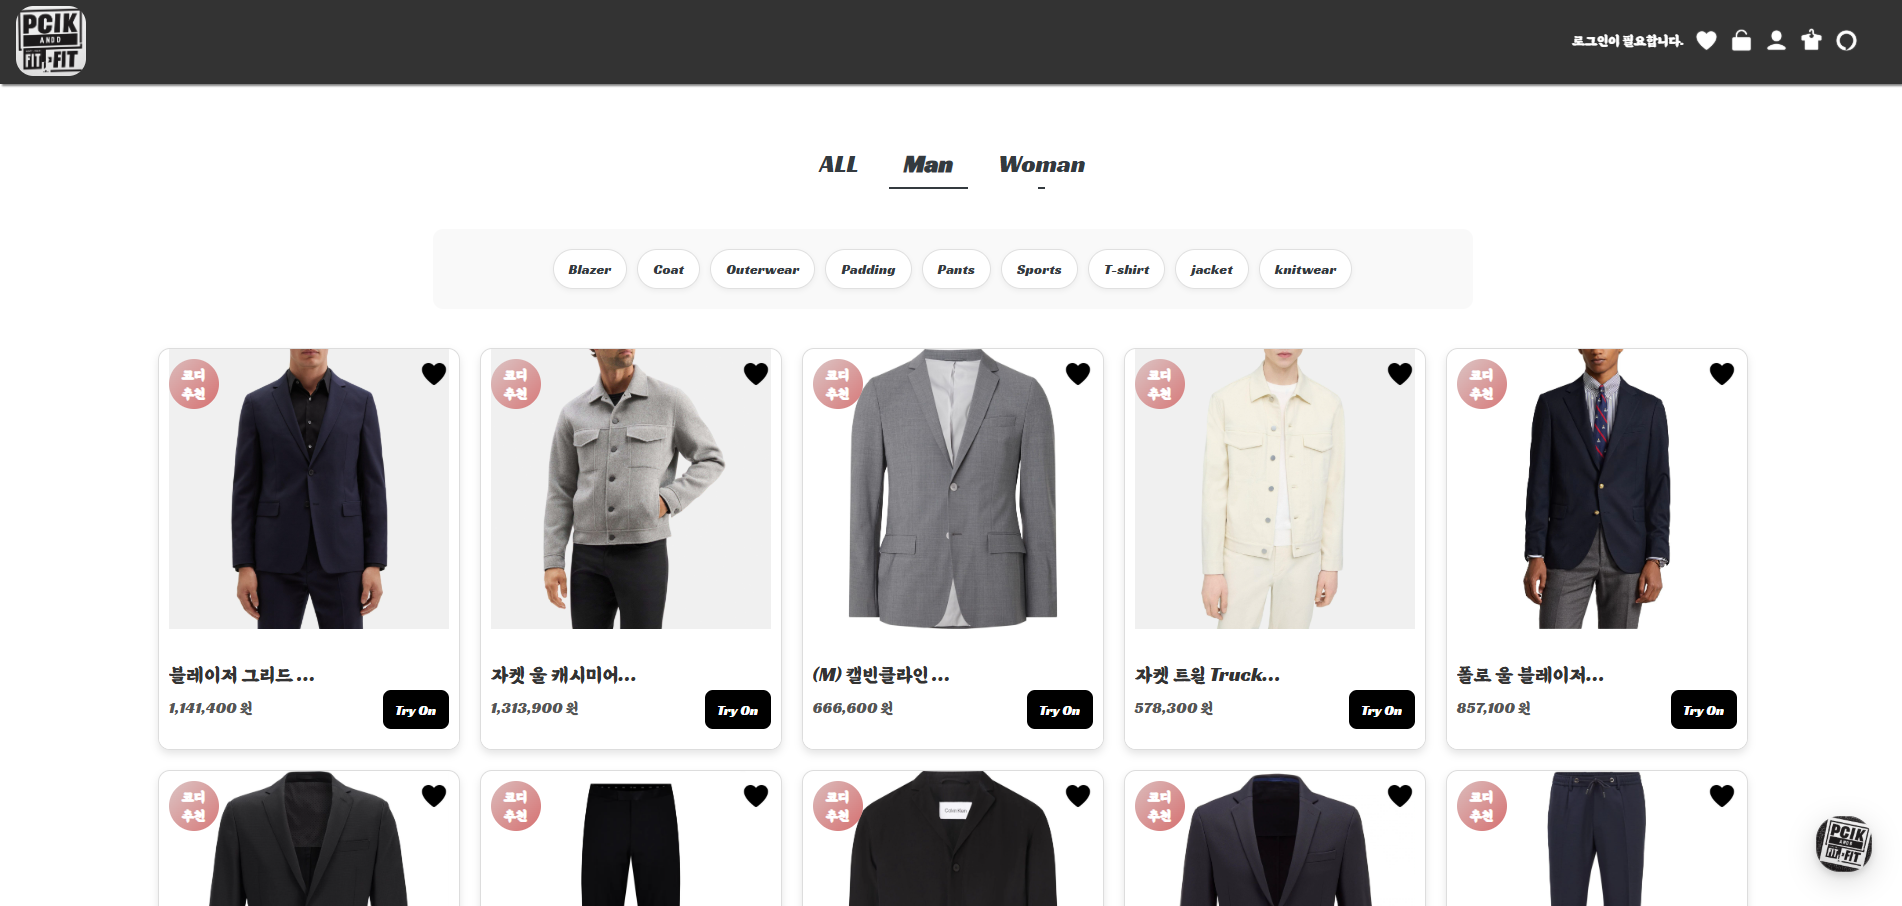 PCIK
ANDD
FIT
FIT
로그인이 필요합니다.
ALL
Man
Woman
Blazer
Coat
Outerwear
Padding
Pants
Sports
T-shirt
jacket
knitwear
코디
추천
코디
추천
코디
추천
코디
추천
코디
추천
블레이저 그리드 ...
자켓 울 캐시미어...
(M) 캘빈클라인 ...
자켓 트윌 Truck...
폴로 울 블레이저...
1,141,400 원
Try On
1,313,900 원
Try On
666,600 원
Try On
578,300 원
Try On
857,100 원
Try On
코디
추천
코디
추천
코디
추천
Calvin Klein
코디
추천
코디
추천
PCIK
ANDD
FIT
FIT